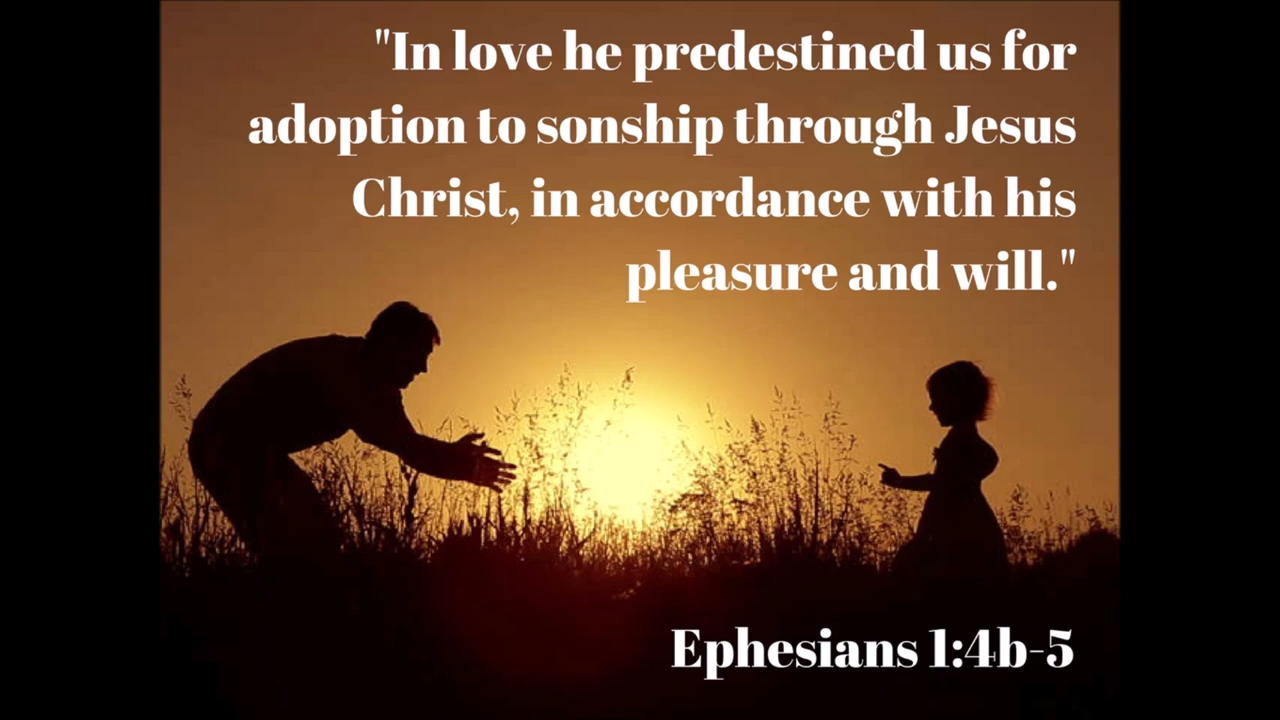 "In love he predestined us for
adoption to sonship through Jesus
Christ, in accordance with his
pleasure and will."
Ephesians 1:4b-5